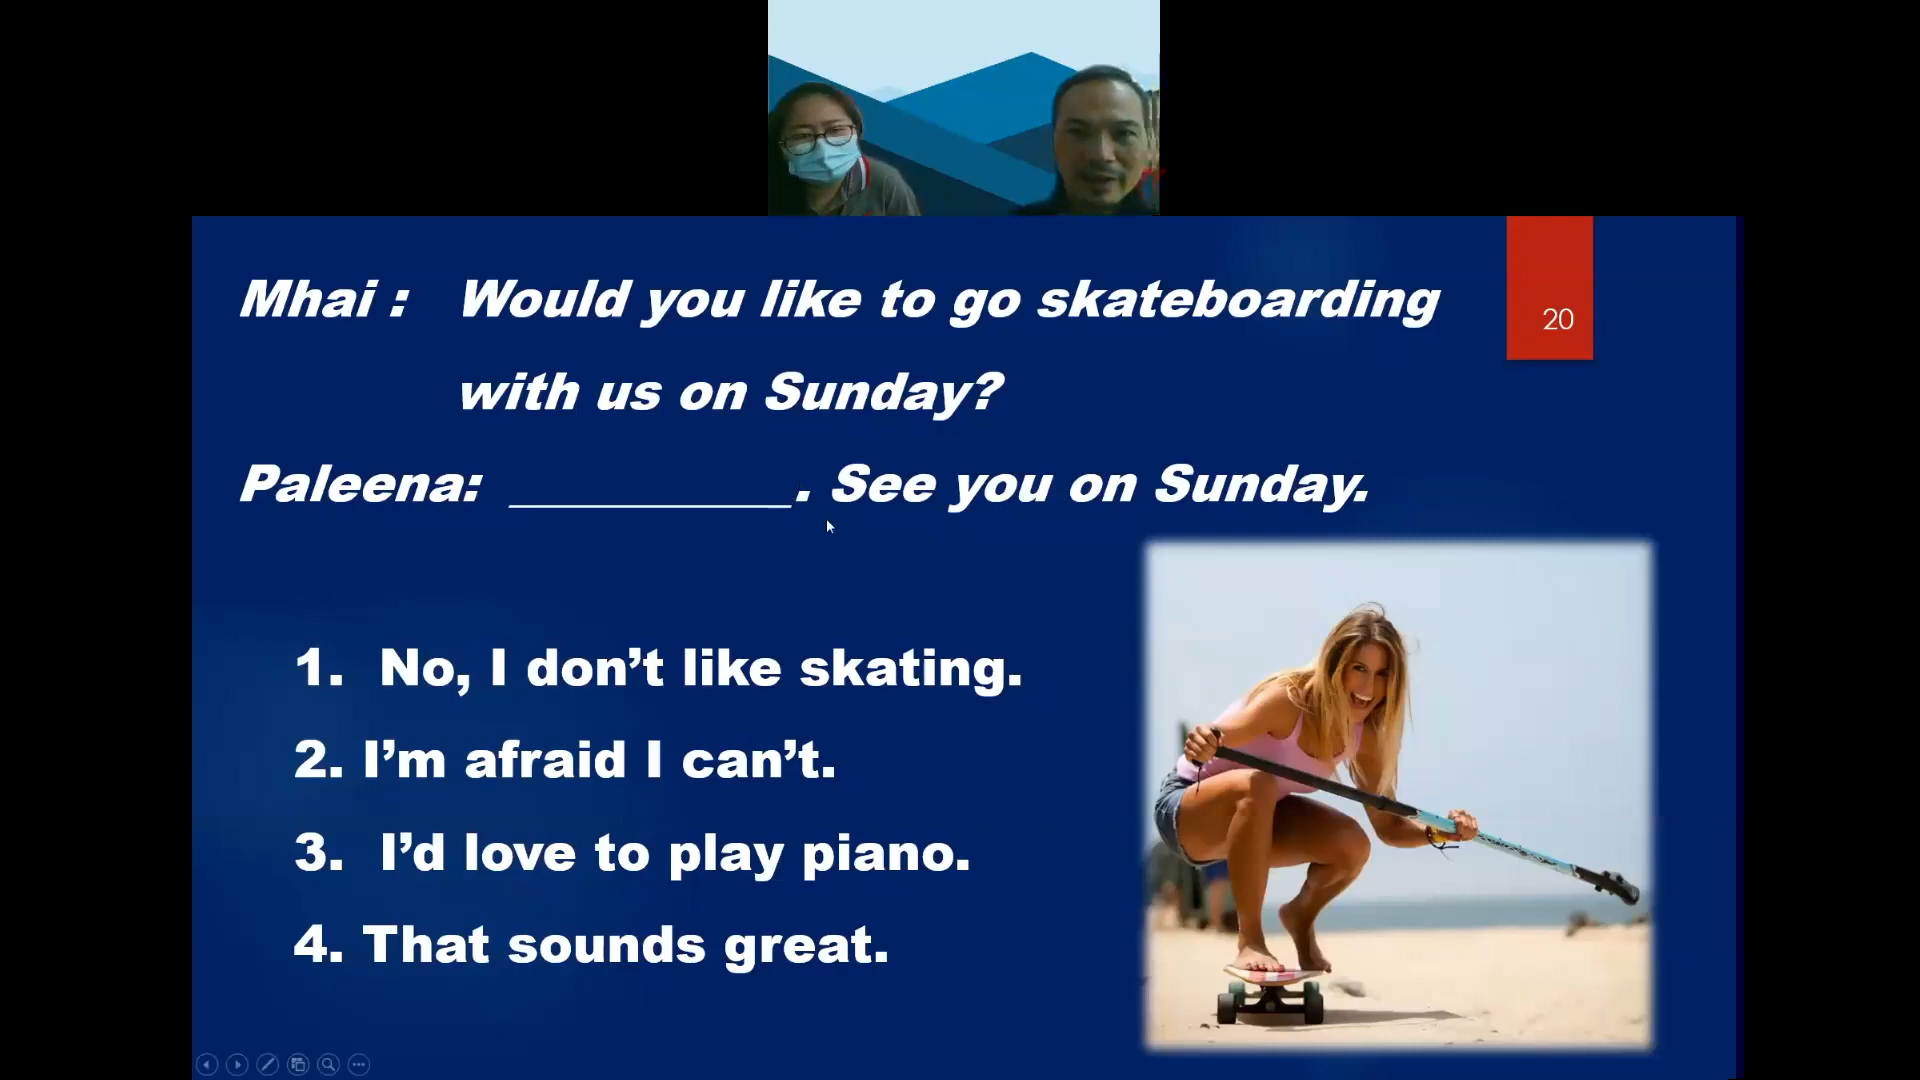 Mhai : Would you like to go skateboarding
20
with us on Sunday?
Paleena: ___________. See you on Sunday.
1. No, I don’t like skating.
2. I’m afraid I can’t.
3. I’d love to play piano.
4. That sounds great.